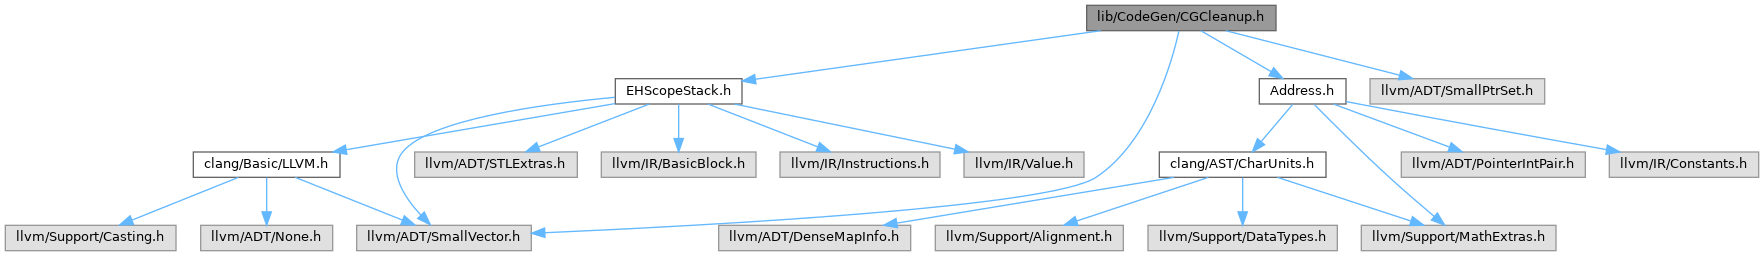 lib/CodeGen/CGCleanup.h
EHScopeStack.h
Address.h
llvm/ADT/SmallPtrSet.h
clang/Basic/LLVM.h
llvm/ADT/STLExtras.h
llvm/IR/BasicBlock.h
llvm/IR/Instructions.h
llvm/IR/Value.h
clang/AST/CharUnits.h
llvm/ADT/PointerIntPair.h
llvm/IR/Constants.h
llvm/Support/Casting.h
llvm/ADT/None.h
llvm/ADT/SmallVector.h
llvm/ADT/DenseMapInfo.h
llvm/Support/Alignment.h
llvm/Support/DataTypes.h
llvm/Support/MathExtras.h